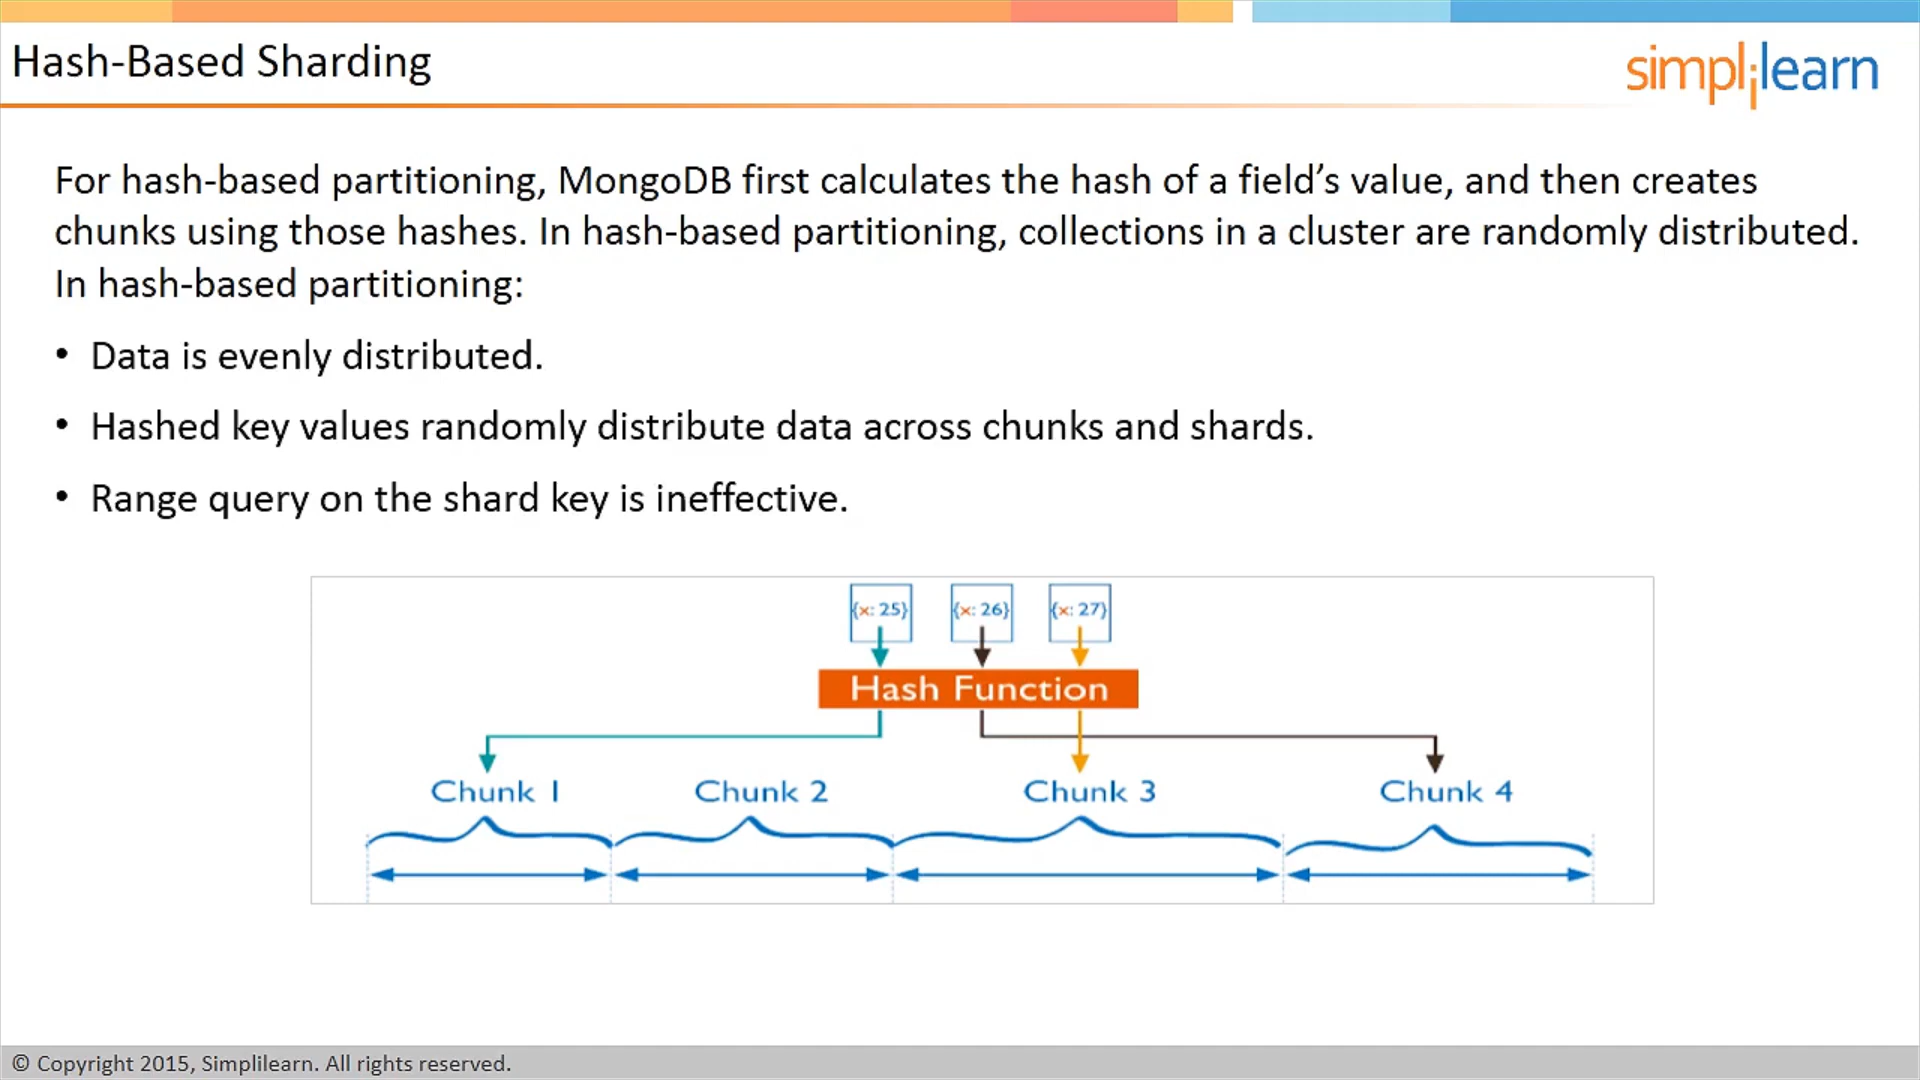 Hash-Based Sharding
simplilearn
For hash-based partitioning, MongoDB first calculates the hash of a field’s value, and then creates
chunks using those hashes. In hash-based partitioning, collections in a cluster are randomly distributed.
In hash-based partitioning:
• Data is evenly distributed.
• Hashed key values randomly distribute data across chunks and shards.
• Range query on the shard key is ineffective.
{x: 25} {x: 26} {x: 27}
Hash Function
Chunk 1 Chunk 2 Chunk 3 Chunk 4
© Copyright 2015, Simplilearn. All rights reserved.